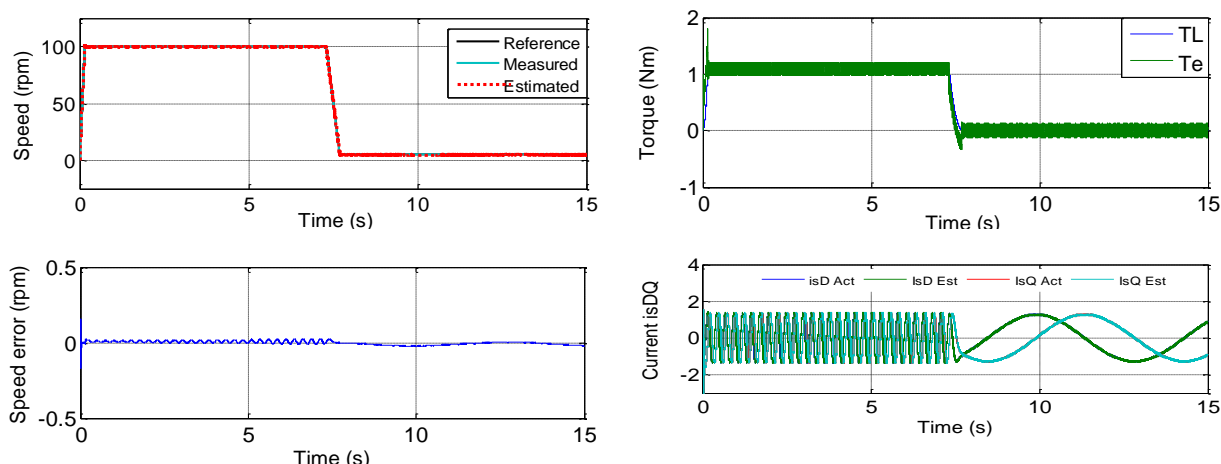 Speed (rpm)
100
50
0
Reference
Measured
Estimated
0
5
10
15
Time (s)
Torque (Nm)
2
1
0
-1
TL
Te
0
5
10
15
Time (s)
Speed error (rpm)
0.5
0
-0.5
0
5
10
15
Time (s)
Current isDQ
4
2
0
-2
isD Act
IsD Est
IsQ Act
IsQ Est
0
5
10
15
Time (s)